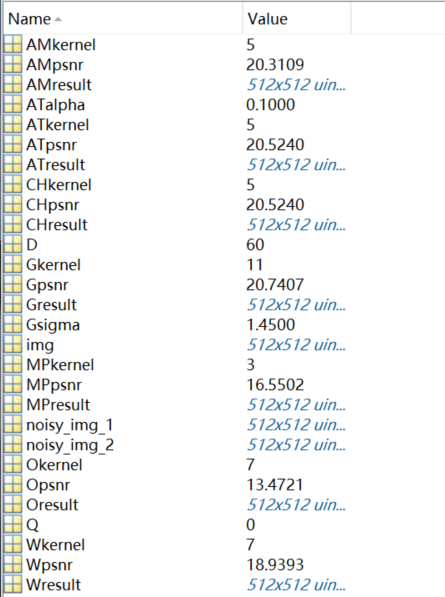 Name Value
AMkernel 5
AMpsnr 20.3109
AMresult 512x512 uin...
ATalpha 0.1000
ATkernel 5
ATpsnr 20.5240
ATresult 512x512 uin...
CHkernel 5
CHpsnr 20.5240
CHresult 512x512 uin...
D 60
Gkernel 11
Gpsnr 20.7407
Gresult 512x512 uin...
Gsigma 1.4500
img 512x512 uin...
MPkernel 3
MPpsnr 16.5502
MPresult 512x512 uin...
noisy_img_1 512x512 uin...
noisy_img_2 512x512 uin...
Okernel 7
Opsnr 13.4721
Oresult 512x512 uin...
Q 0
Wkernel 7
Wpsnr 18.9393
Wresult 512x512 uin...